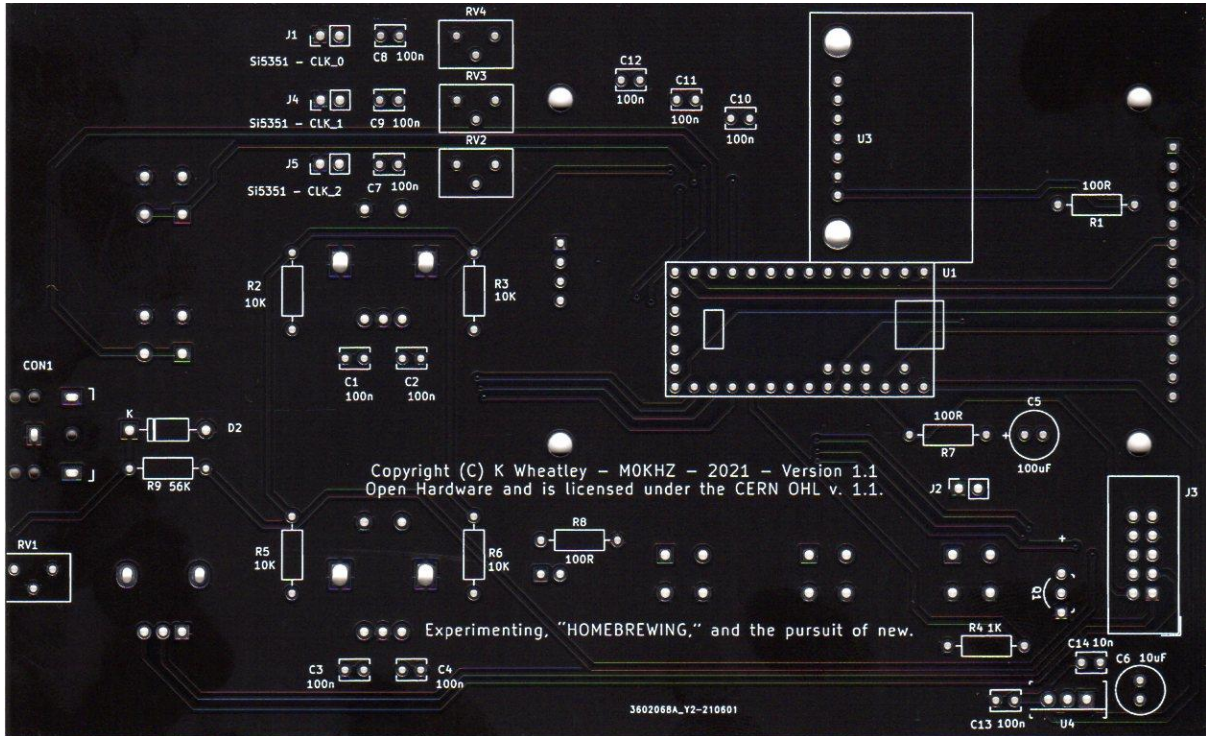 RV4
J1
C8 100n
Si5351 - CLK_0
C12
100n
RV3
C11
100n
J4
C9 100n
Si5351 - CLK_1
C10
100n
U3
RV2
J5
C7 100n
Si5351 - CLK_2
100R
R1
U1
R2
10K
R3
10K
CON1
C1
100n
C2
100n
K
D2
R9 56K
100R
R7
C5
+
100uF
Copyright (C) K Wheatley - M0KHZ - 2021 - Version 1.1
Open Hardware and is licensed under the CERN OHL v. 1.1.
J2
J3
RV1
R5
10K
R6
10K
R8
100R
+
Q1
Experimenting, "HOMEBREWING," and the pursuit of new.
R4 1K
C14 10n
C6 10uF
C3
100n
C4
100n
3602068A_Y2-210601
C13 100n
U4